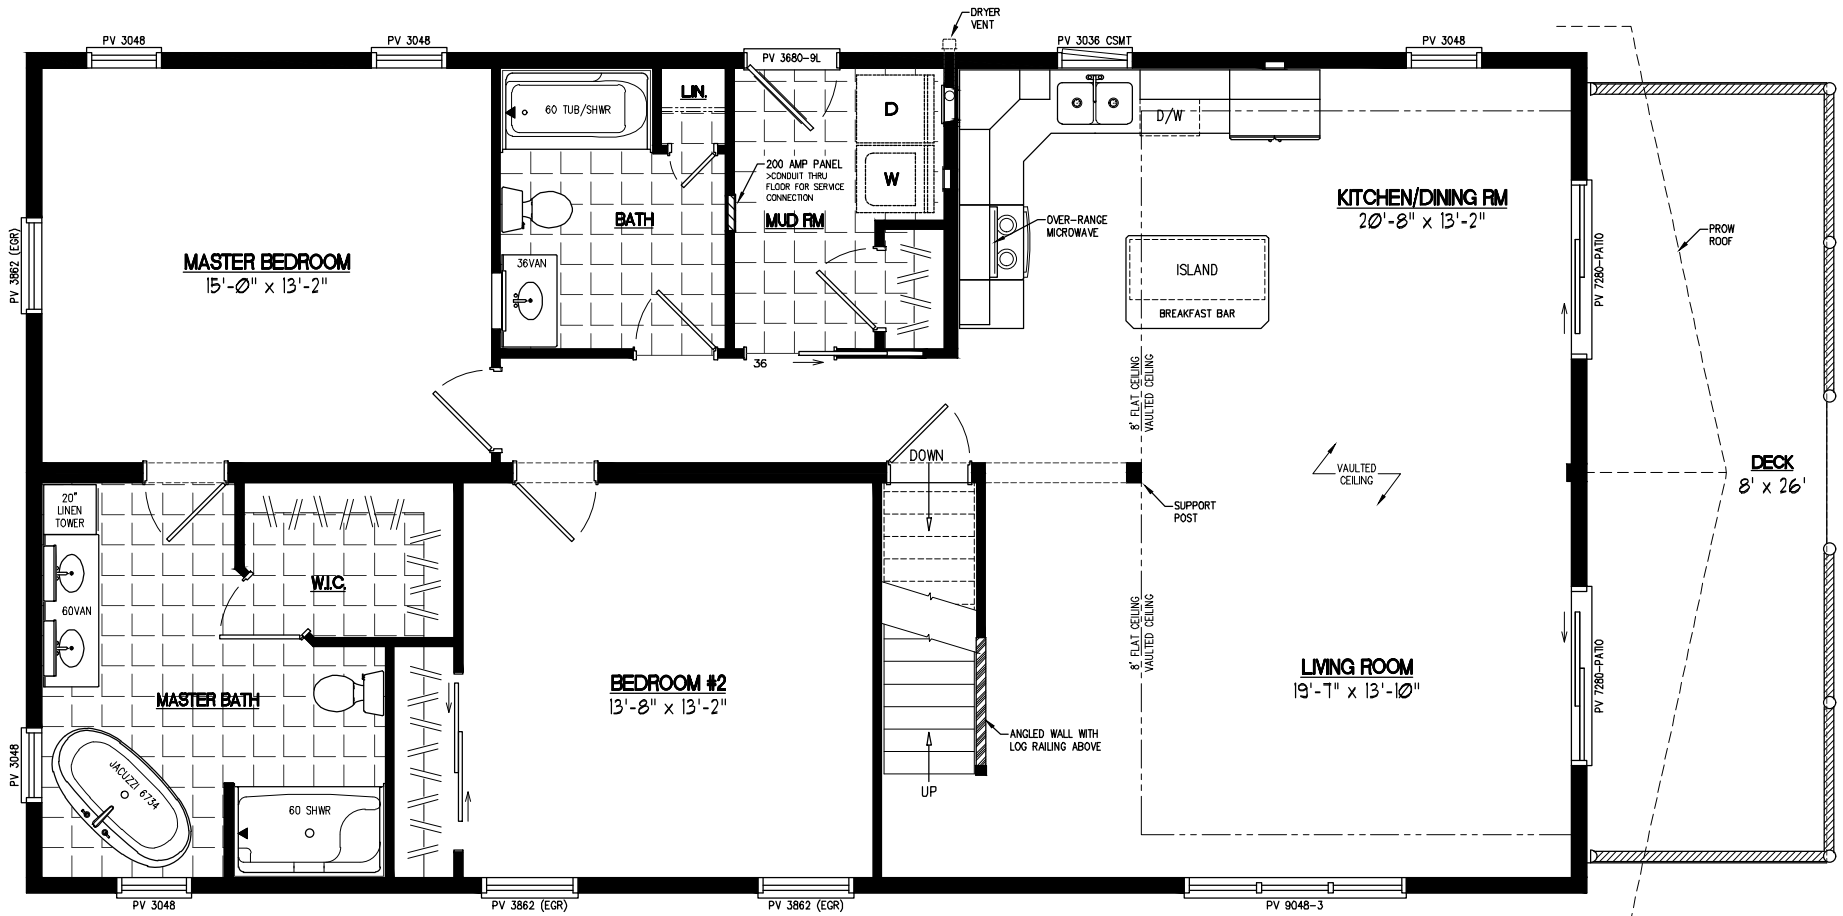 DRYER
VENT
PV 3048
PV 3048
PV 3680-9L
PV 3036 CSMT
PV 3048
LIN.
60 TUB/SHWR
D
D/W
200 AMP PANEL
>CONDUIT THRU
FLOOR FOR SERVICE
CONNECTION
W
KITCHEN/DINING RM
20'-8" x 13'-2"
BATH
MUD RM
OVER-RANGE
MICROWAVE
PROW
ROOF
PV 3862 (EGR)
MASTER BEDROOM
15'-0" x 13'-2"
36VAN
ISLAND
BREAKFAST BAR
PV 7280-PATIO
36
8' FLAT CEILING
VAULTED CEILING
DOWN
VAULTED
CEILING
DECK
8' x 26'
20"
LINEN
TOWER
SUPPORT
POST
W.I.C.
60VAN
8' FLAT CEILING
VAULTED CEILING
MASTER BATH
BEDROOM #2
13'-8" x 13'-2"
LIVING ROOM
19'-7" x 13'-10"
PV 7280-PATIO
ANGLED WALL WITH
LOG RAILING ABOVE
PV 3048
JACUZZI 6734
UP
60 SHWR
PV 3048
PV 3862 (EGR)
PV 3862 (EGR)
PV 9048-3